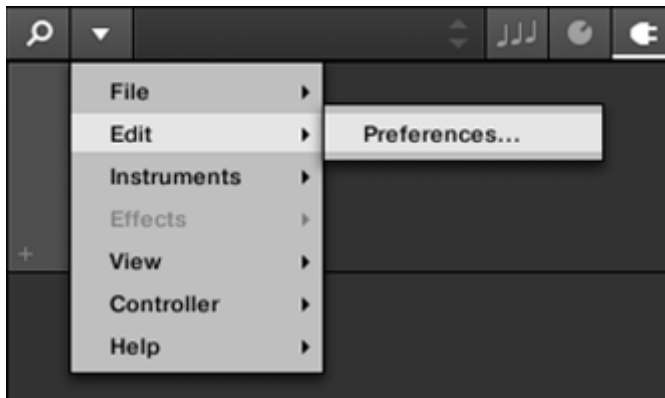 File
Edit
Preferences...
Instruments
Effects
View
Controller
Help